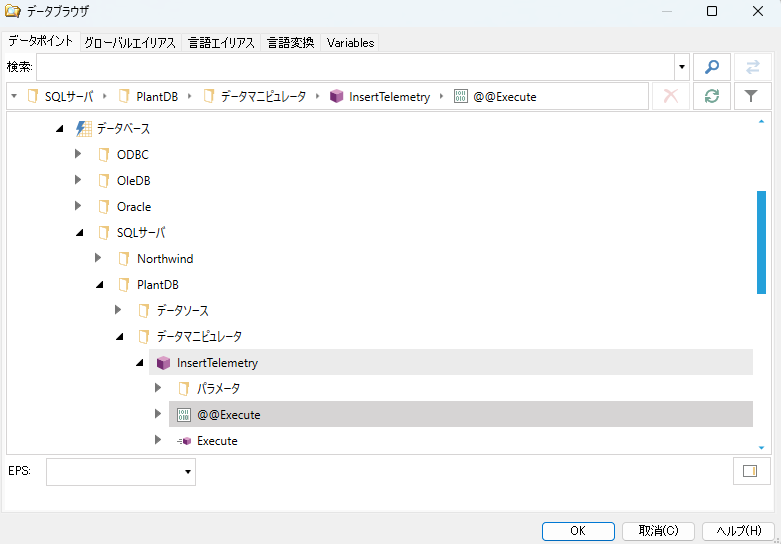 データブラウザ
データポイント グローバルエイリアス 言語エイリアス 言語変換 Variables
検索:
SQLサーバ PlantDB データマニピュレータ InsertTelemetry @@Execute
データベース
ODBC
OleDB
Oracle
SQLサーバ
Northwind
PlantDB
データソース
データマニピュレータ
InsertTelemetry
パラメータ
@@Execute
Execute
EPS:
OK 取消(C) ヘルプ(H)